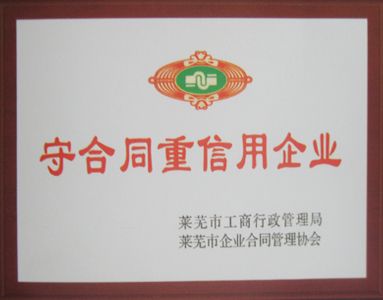 守合同重信用企业
莱芜市工商行政管理局
莱芜市企业合同管理协会